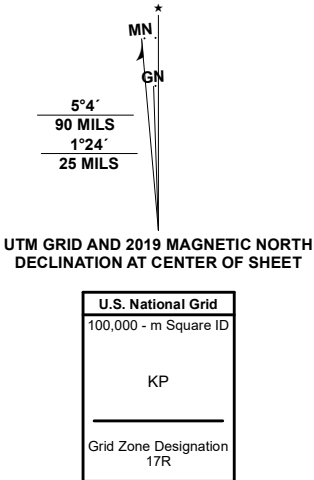 ★
MN
GN
5°4´
90 MILS
1°24´
25 MILS
UTM GRID AND 2019 MAGNETIC NORTH
DECLINATION AT CENTER OF SHEET
U.S. National Grid
100,000 - m Square ID
KP
Grid Zone Designation
17R